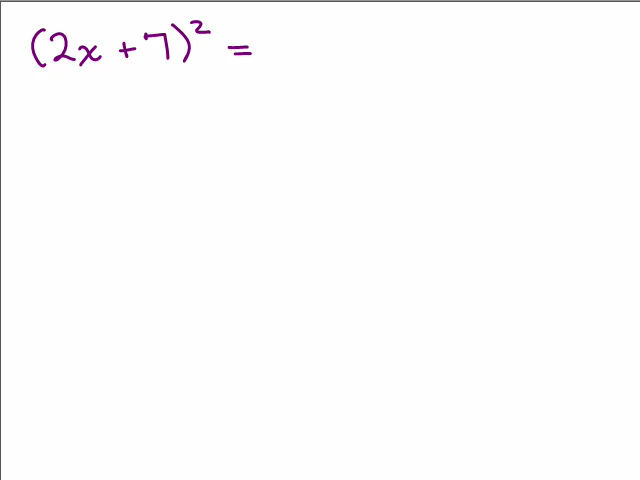 (2x + 7)² =